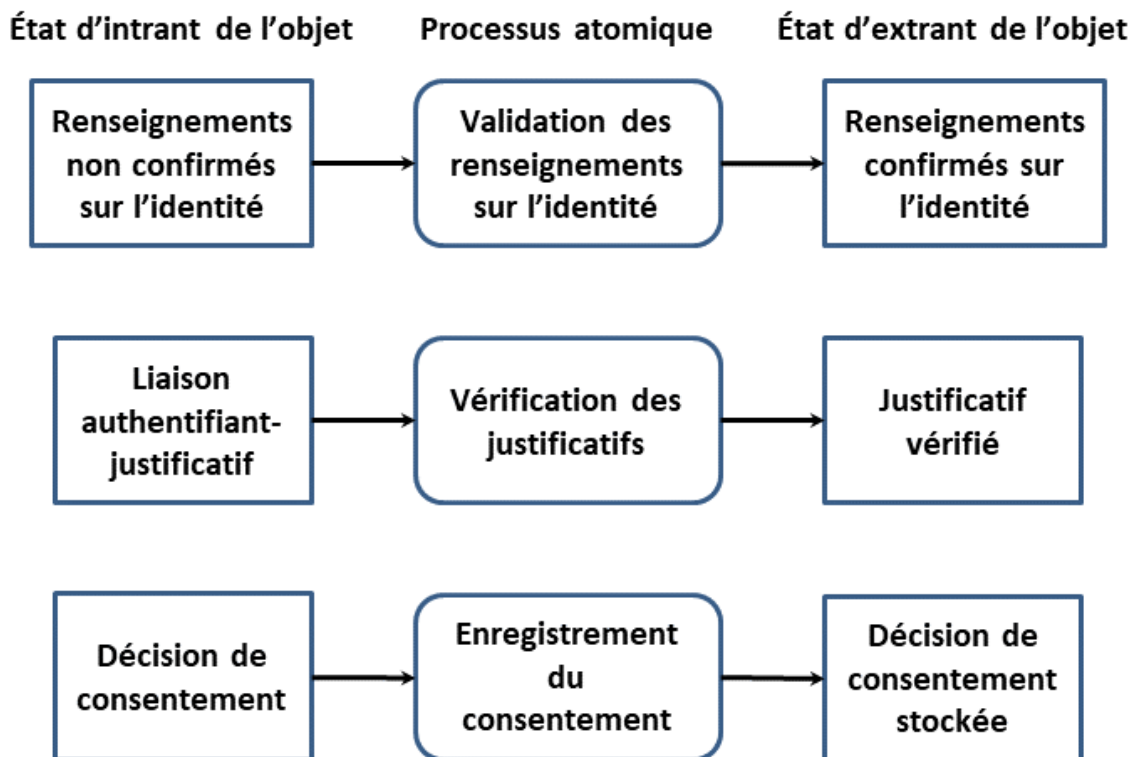 État d’intrant de l’objet
Processus atomique
État d’extrant de l’objet
Renseignements
non confirmés
sur l’identité
Validation des
renseignements
sur l’identité
Renseignements
confirmés sur
l’identité
Liaison
authentifiant-
justificatif
Vérification des
justificatifs
Justificatif
vérifié
Décision de
consentement
Enregistrement
du
consentement
Décision de
consentement
stockée